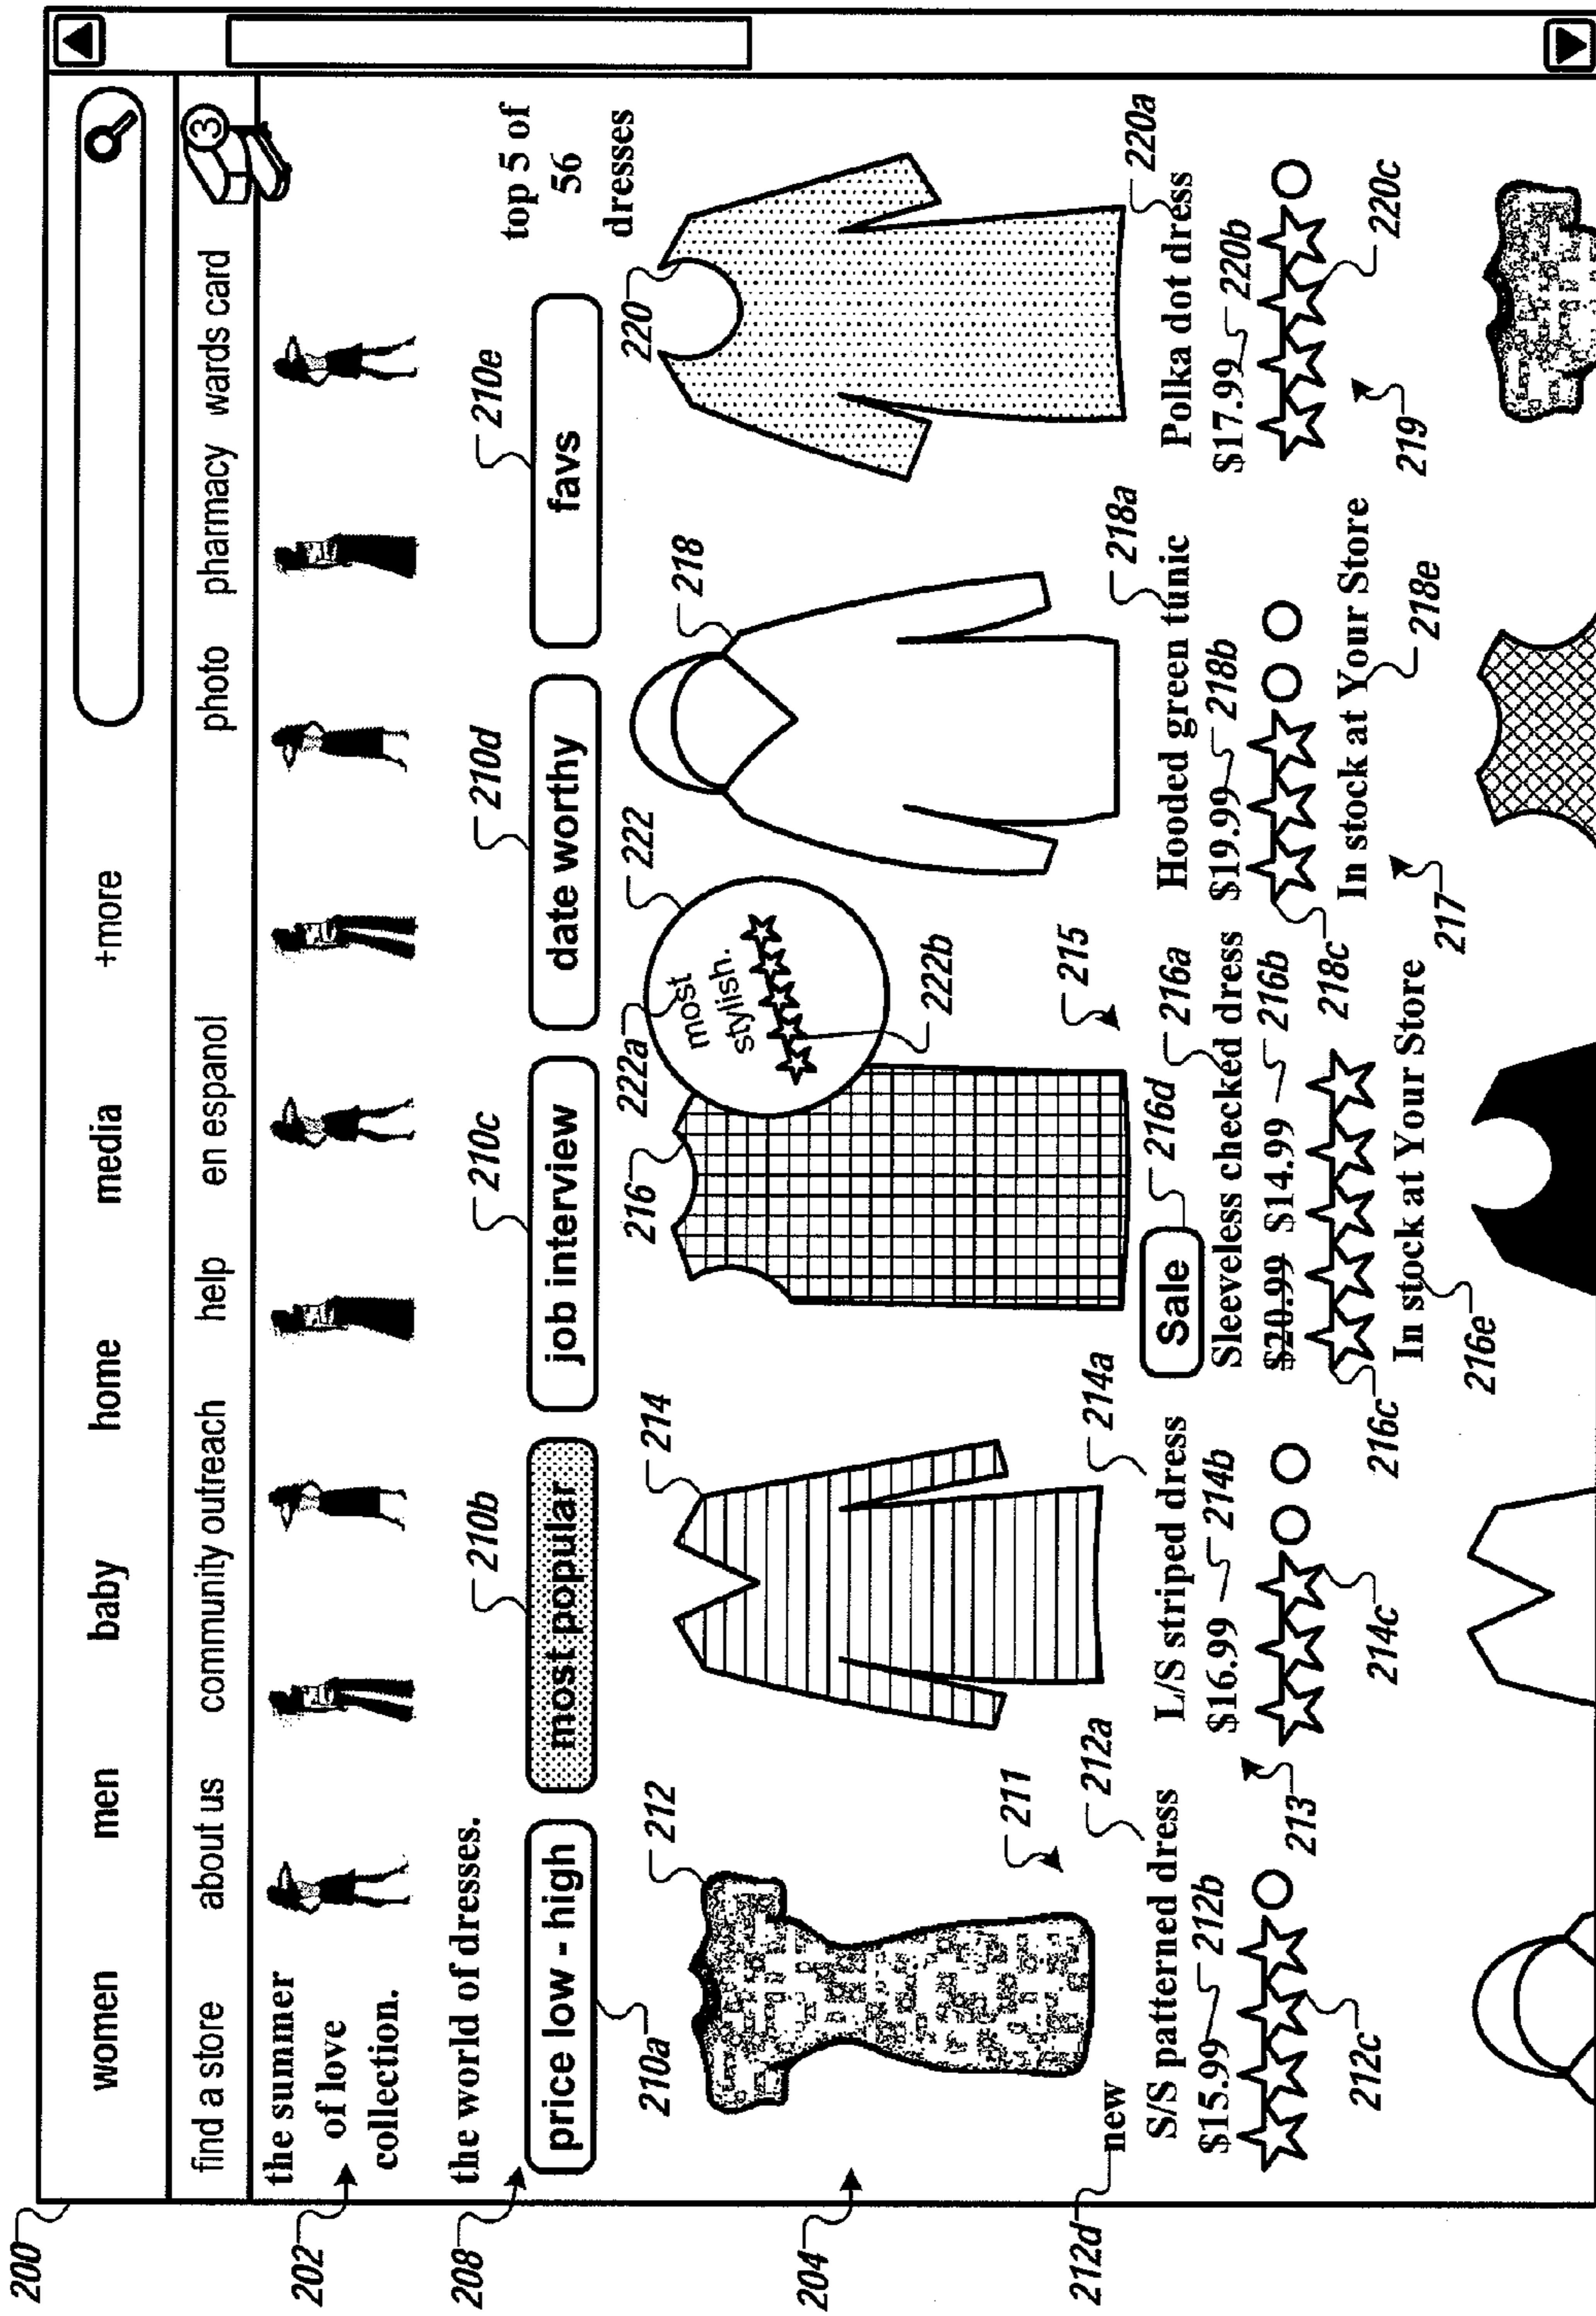 200
women men baby home media +more
find a store about us community outreach help en espanol photo pharmacy wards card 3
202
the summer
of love
collection.
208
the world of dresses.
top 5 of
56
dresses
210b 210c 210d 210e
price low - high most popular job interview date worthy favs
210a
212 214 216 222a 222 218 220
most
stylish.
222b
204
211 215
212d
new
212a 214a 216d 216a 218a 220a
Sale
S/S patterned dress
$15.99 212b
212c
213
L/S striped dress
$16.99 214b
214c
Sleeveless checked dress
$20.99 $14.99 216b
216c
In stock at Your Store
216e
Hooded green tunic
$19.99 218b
218c
In stock at Your Store
218e
217
Polka dot dress
$17.99 220b
220c
219